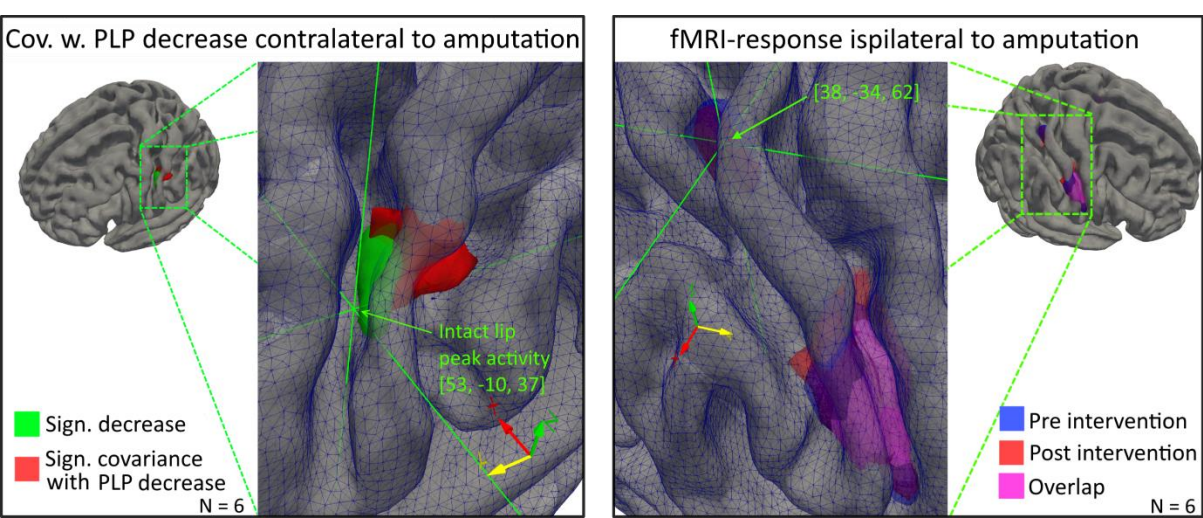 Cov. w. PLP decrease contralateral to amputation
Intact lip
peak activity
[53, -10, 37]
Sign. decrease
Sign. covariance
with PLP decrease
N = 6
fMRI-response ispilateral to amputation
[38, -34, 62]
Pre intervention
Post intervention
Overlap
N = 6